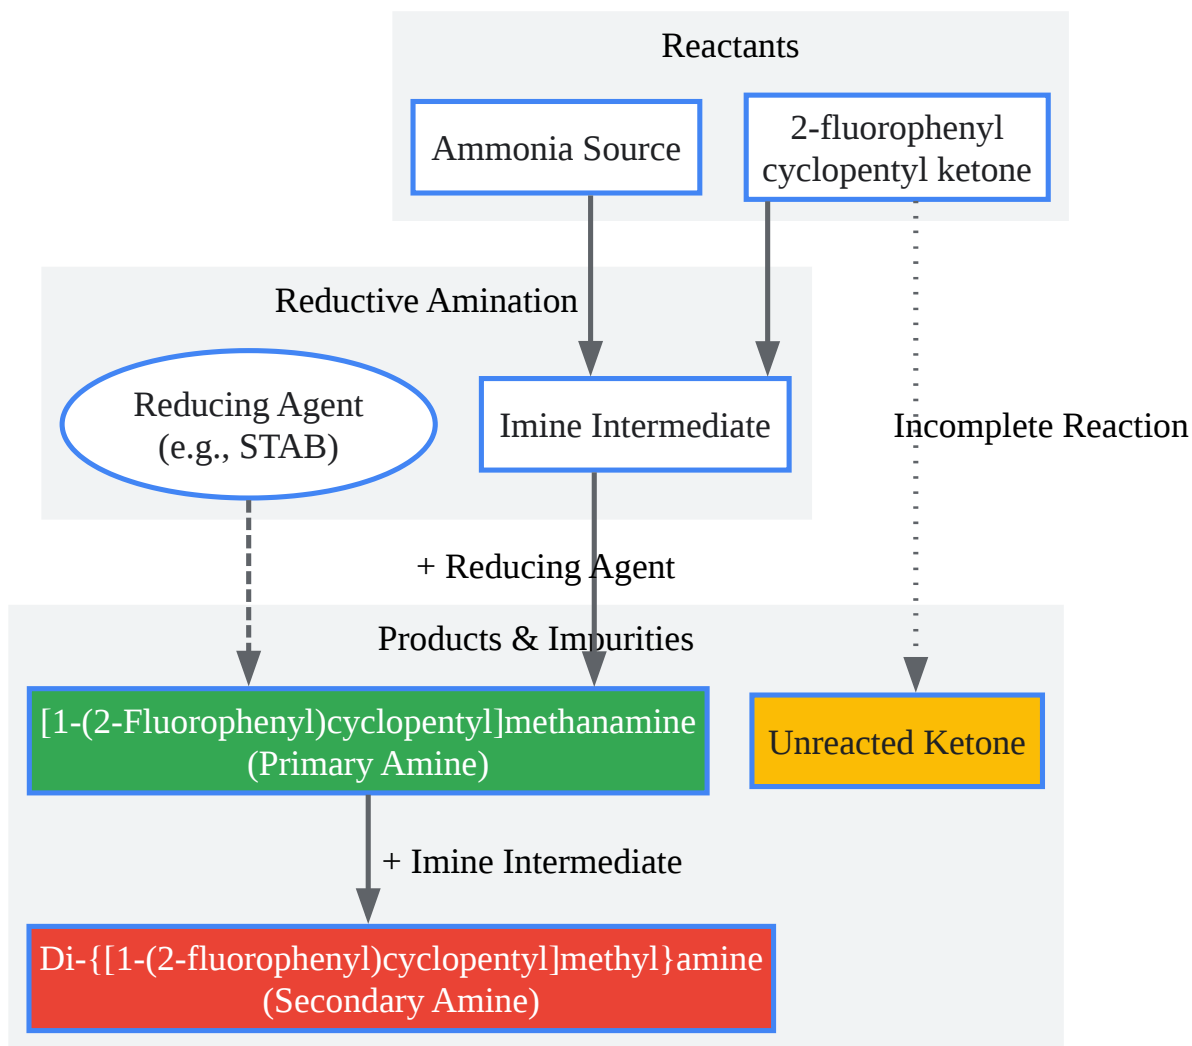 Reactants
Ammonia Source
2-fluorophenyl
cyclopentyl ketone
Reductive Amination
Reducing Agent
(e.g., STAB)
Imine Intermediate
Incomplete Reaction
+ Reducing Agent
Products & Impurities
[1-(2-Fluorophenyl)cyclopentyl]methanamine
(Primary Amine)
Unreacted Ketone
+ Imine Intermediate
Di-{[1-(2-fluorophenyl)cyclopentyl]methyl}amine
(Secondary Amine)